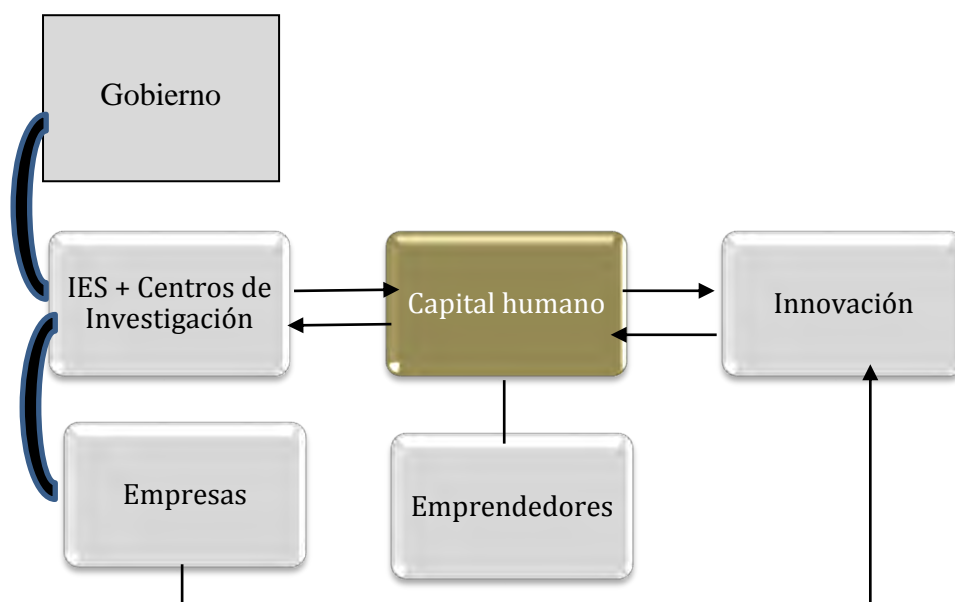 Gobierno
IES + Centros de
Investigación
Capital humano
Innovación
Empresas
Emprendedores